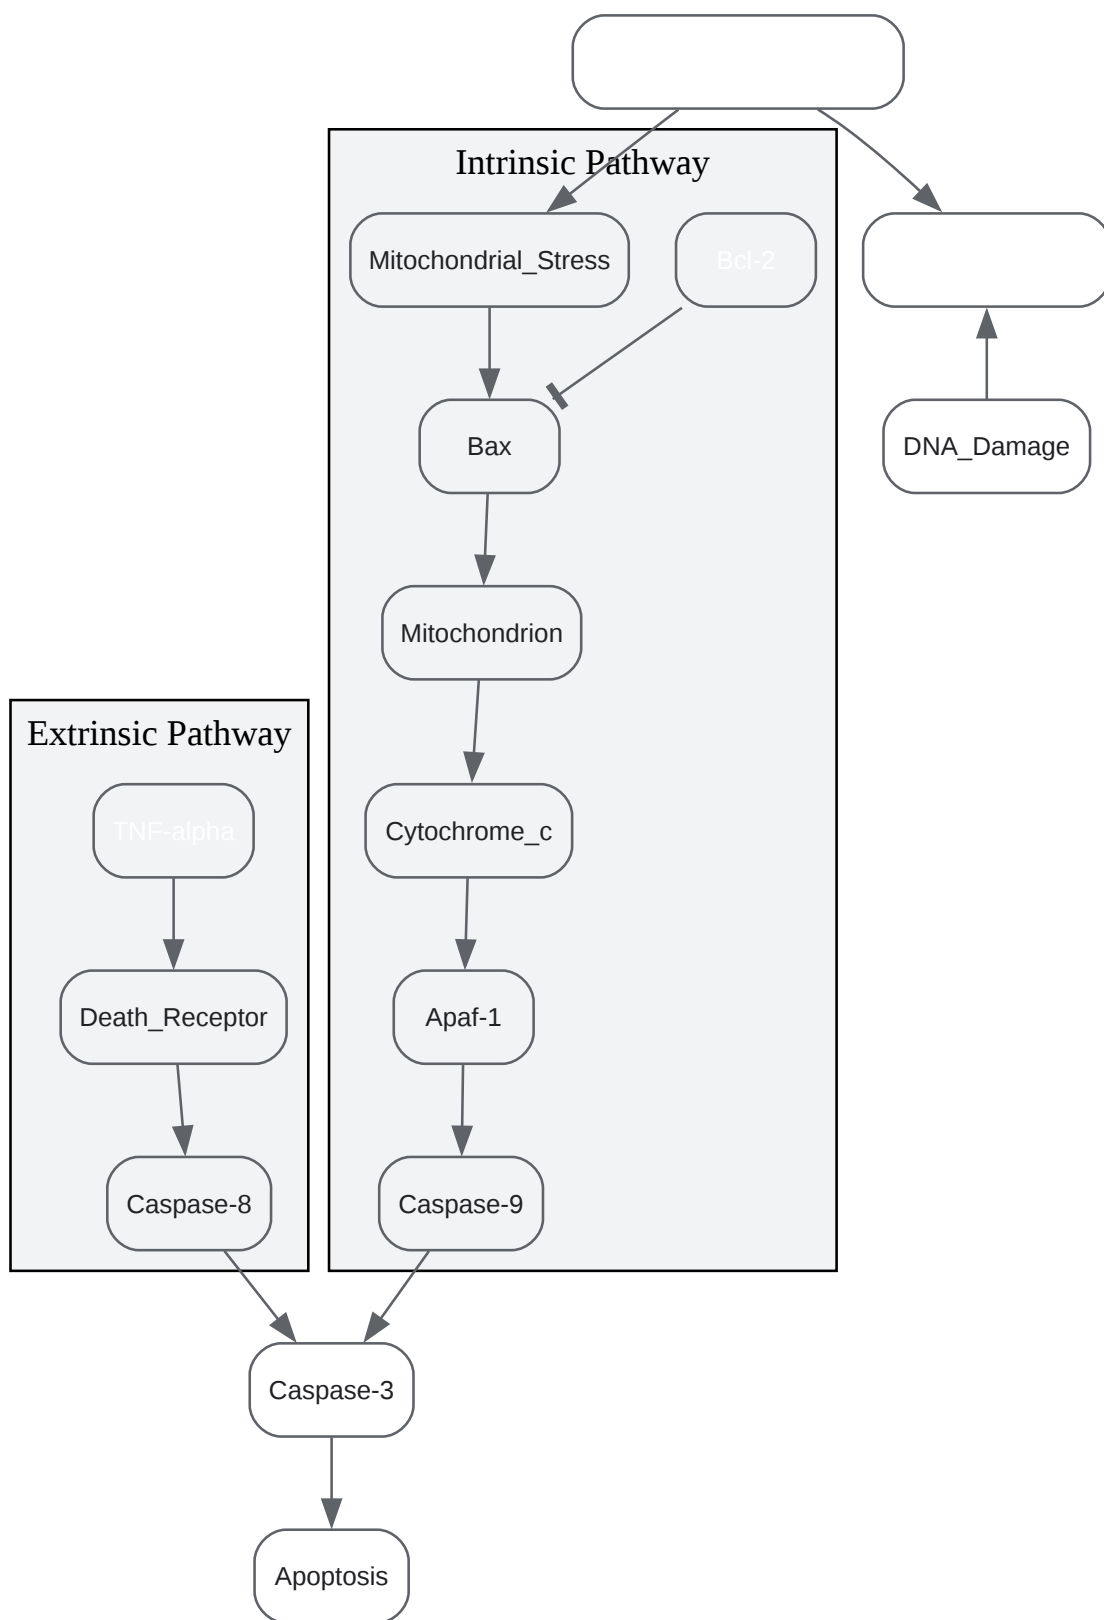 Intrinsic Pathway
Mitochondrial_Stress
Bcl-2
Bax
DNA_Damage
Mitochondrion
Extrinsic Pathway
TNF-alpha
Cytochrome_c
Death_Receptor
Apaf-1
Caspase-8
Caspase-9
Caspase-3
Apoptosis